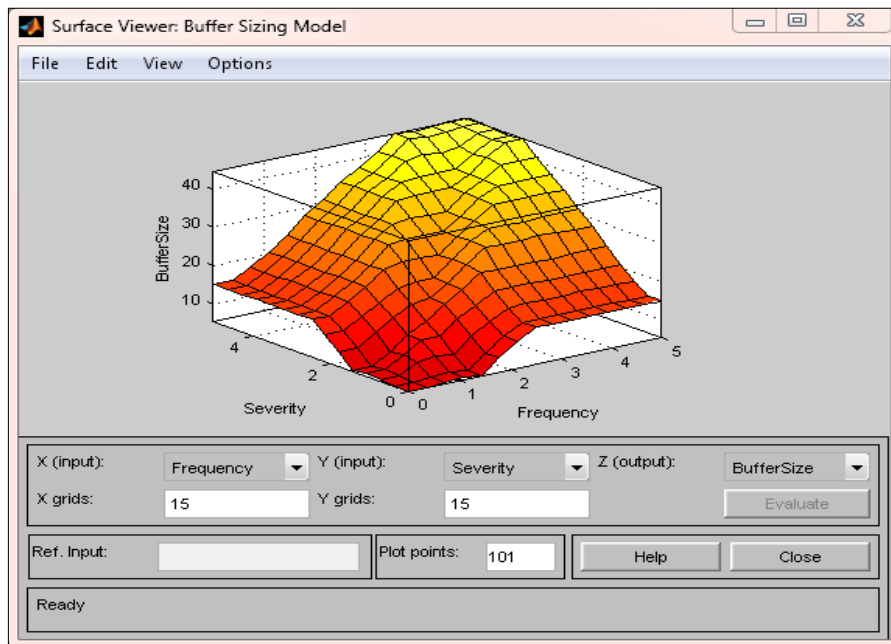 Surface Viewer: Buffer Sizing Model
File Edit View Options
40
30
20
10
BufferSize
4
2
0
Severity
0
1
2
3
4
5
Frequency
X (input): Frequency Y (input): Severity Z (output): BufferSize
X grids: 15 Y grids: 15 Evaluate
Ref. Input: Plot points: 101 Help Close
Ready